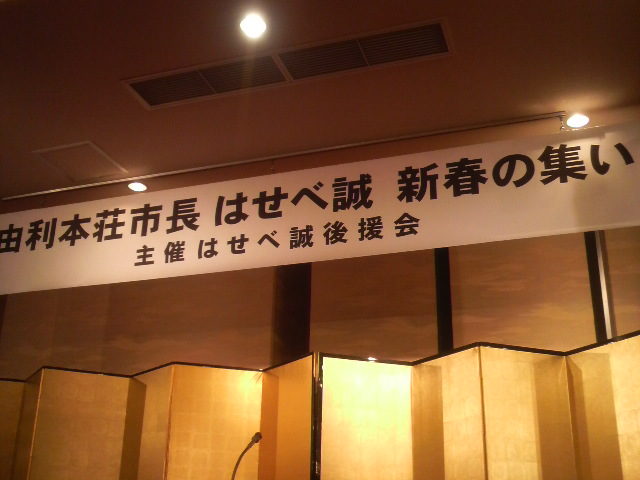 由利本荘市長 はせべ誠 新春の集い
主催はせべ誠後援会